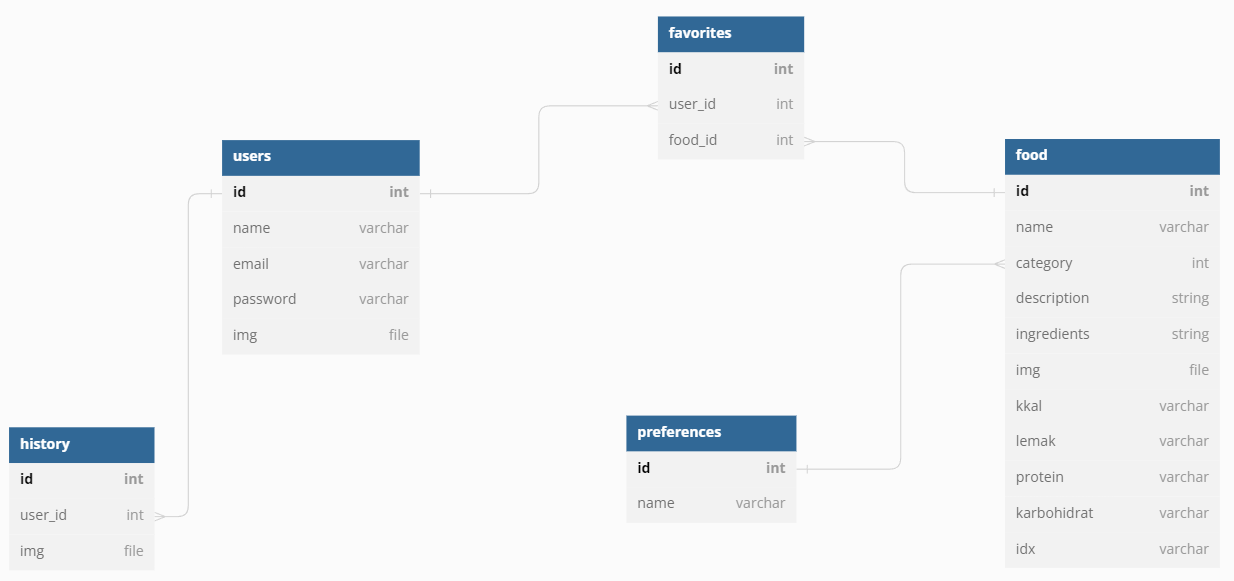 favorites
id int
user_id int
food_id int
users
id int
name varchar
email varchar
password varchar
img file
food
id int
name varchar
category int
description string
ingredients string
img file
kkal varchar
lemak varchar
protein varchar
karbohidrat varchar
idx varchar
preferences
id int
name varchar
history
id int
user_id int
img file